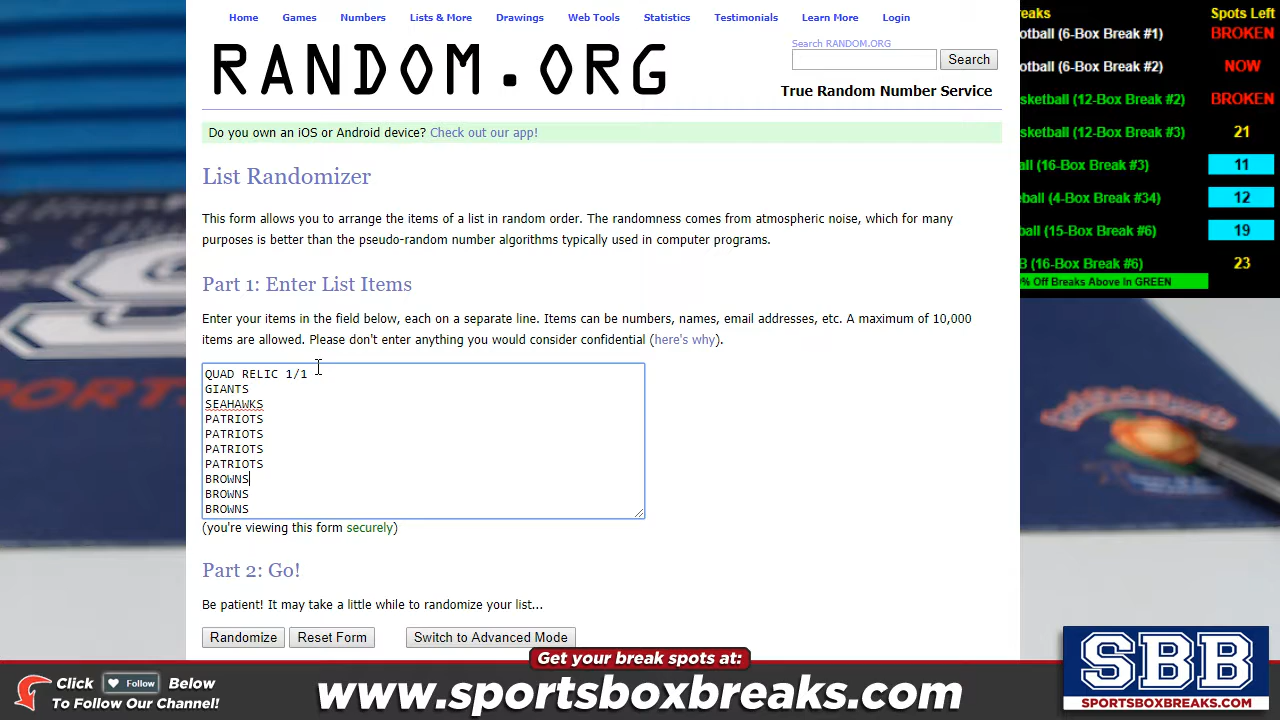 Home Games Numbers Lists & More Drawings Web Tools Statistics Testimonials Learn More Login
RANDOM.ORG
Search RANDOM.ORG
Search
True Random Number Service
Do you own an iOS or Android device? Check out our app!
List Randomizer
This form allows you to arrange the items of a list in random order. The randomness comes from atmospheric noise, which for many
purposes is better than the pseudo-random number algorithms typically used in computer programs.
Part 1: Enter List Items
Enter your items in the field below, each on a separate line. Items can be numbers, names, email addresses, etc. A maximum of 10,000
items are allowed. Please don't enter anything you would consider confidential (here's why).
QUAD RELIC 1/1
GIANTS
SEAHAWKS
PATRIOTS
PATRIOTS
PATRIOTS
PATRIOTS
BROWNS
BROWNS
BROWNS
(you're viewing this form securely)
Part 2: Go!
Be patient! It may take a little while to randomize your list...
Randomize Reset Form Switch to Advanced Mode
reaks Spots Left
otball (6-Box Break #1) BROKEN
otball (6-Box Break #2) NOW
sketball (12-Box Break #2) BROKEN
sketball (12-Box Break #3) 21
all (16-Box Break #3) 11
eball (4-Box Break #34) 12
ball (15-Box Break #6) 19
B (16-Box Break #6) 23
% Off Breaks Above In GREEN
Get your break spots at:
Click Follow Below
To Follow Our Channel!
www.sportsboxbreaks.com
SBB
SPORTSBOXBREAKS.COM